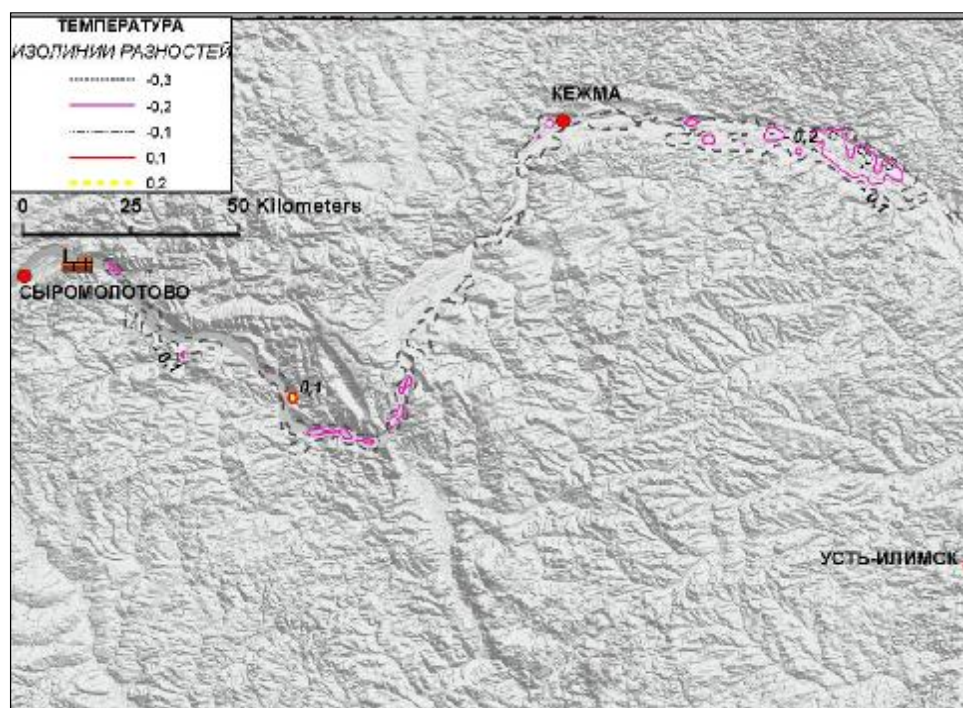 ТЕМПЕРАТУРА
ИЗОЛИНИИ РАЗНОСТЕЙ
-0,3
-0,2
-0,1
0,1
0,2
0 25 50 Kilometers
КЕЖМА
0,2
0,1
СЫРОМОЛОТОВО
0,1
0,1
УСТЬ-ИЛИМСК